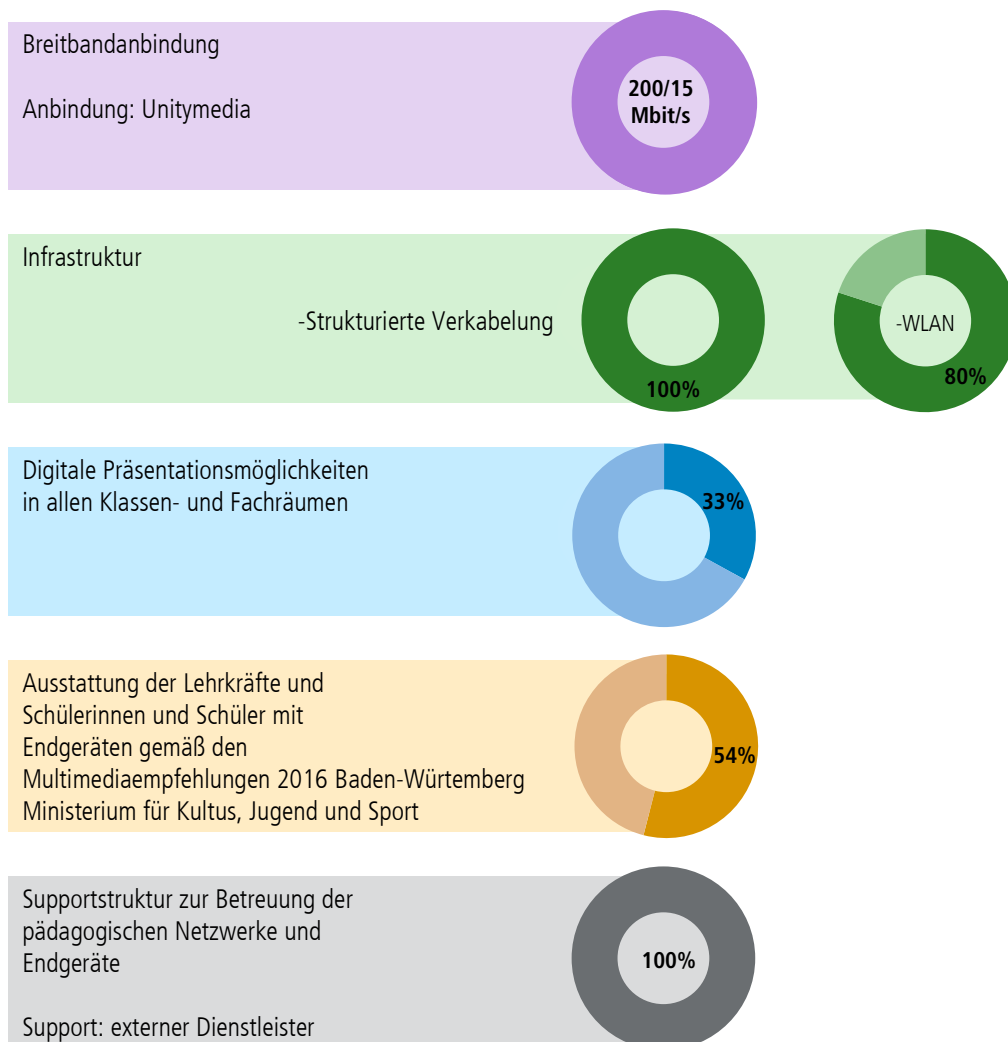 Breitbandanbindung
Anbindung: Unitymedia
200/15
Mbit/s
Infrastruktur
-Strukturierte Verkabelung
100%
-WLAN
80%
Digitale Präsentationsmöglichkeiten
in allen Klassen- und Fachräumen
33%
Ausstattung der Lehrkräfte und
Schülerinnen und Schüler mit
Endgeräten gemäß den
Multimediaempfehlungen 2016 Baden-Würtemberg
Ministerium für Kultus, Jugend und Sport
54%
Supportstruktur zur Betreuung der
pädagogischen Netzwerke und
Endgeräte
Support: externer Dienstleister
100%